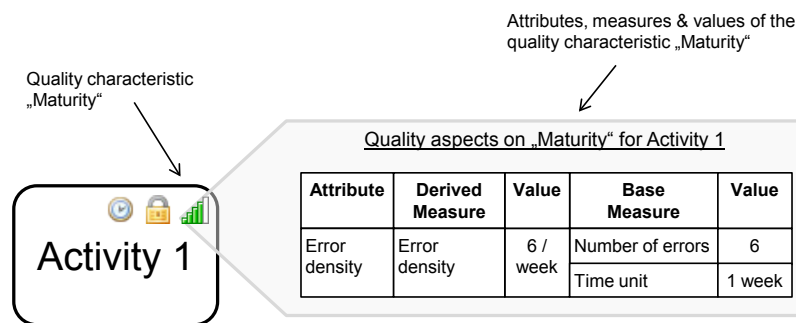 Attributes, measures & values of the
quality characteristic „Maturity“
Quality characteristic
„Maturity“
Quality aspects on „Maturity“ for Activity 1
Attribute Derived Measure Value Base Measure Value
Error density Error density 6 / week Number of errors 6
Time unit 1 week
Activity 1